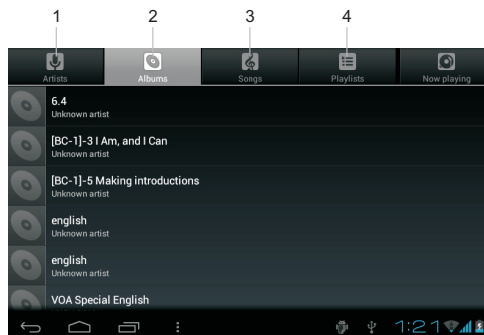 1 2 3 4
Artists Albums Songs Playlists Now playing
6.4
Unknown artist
[BC-1]-3 I Am, and I Can
Unknown artist
[BC-1]-5 Making introductions
Unknown artist
english
Unknown artist
english
Unknown artist
VOA Special English
1:21